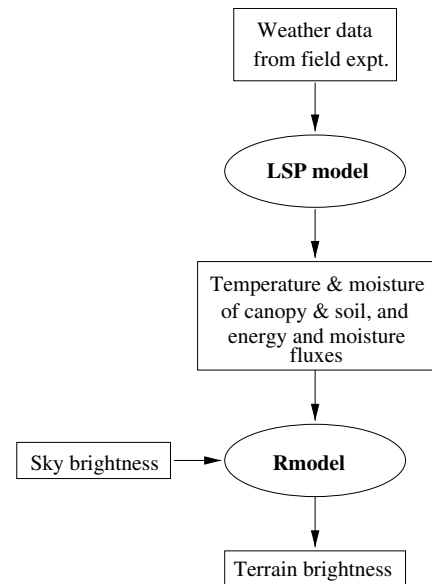 Weather data
from field expt.
LSP model
Temperature & moisture
of canopy & soil, and
energy and moisture
fluxes
Sky brightness
Rmodel
Terrain brightness